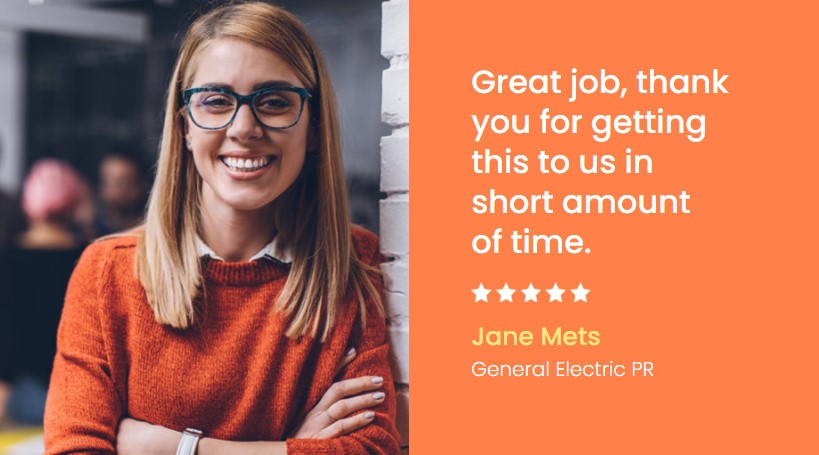 Great job, thank
you for getting
this to us in
short amount
of time.
Jane Mets
General Electric PR